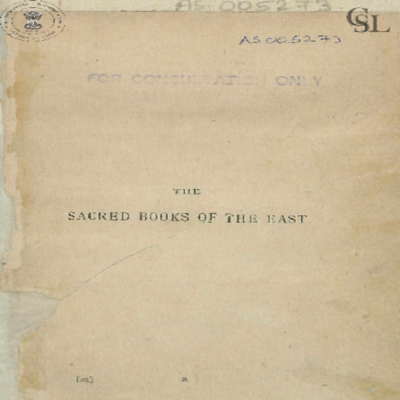 AS. 005273
CSL
AS 005273
FOR CONSULTATION ONLY
THE
SACRED BOOKS OF THE EAST